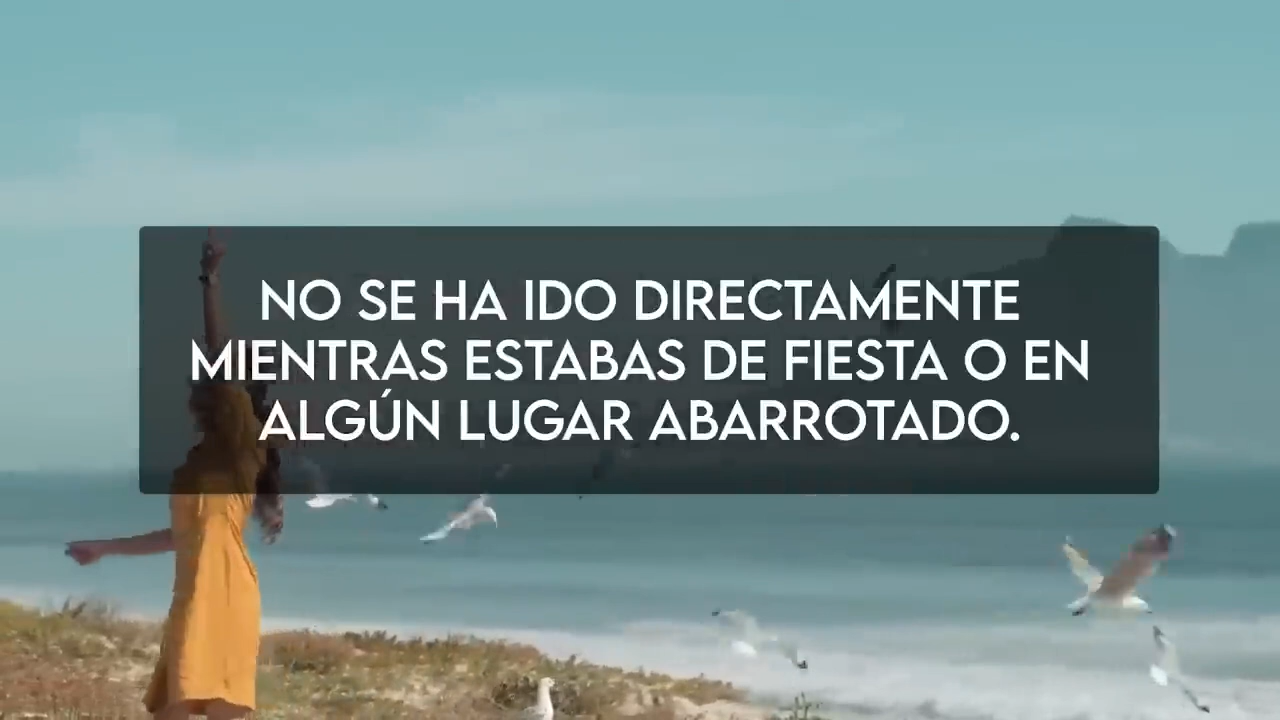 NO SE HA IDO DIRECTAMENTE
MIENTRAS ESTABAS DE FIESTA O EN
ALGÚN LUGAR ABARROTADO.